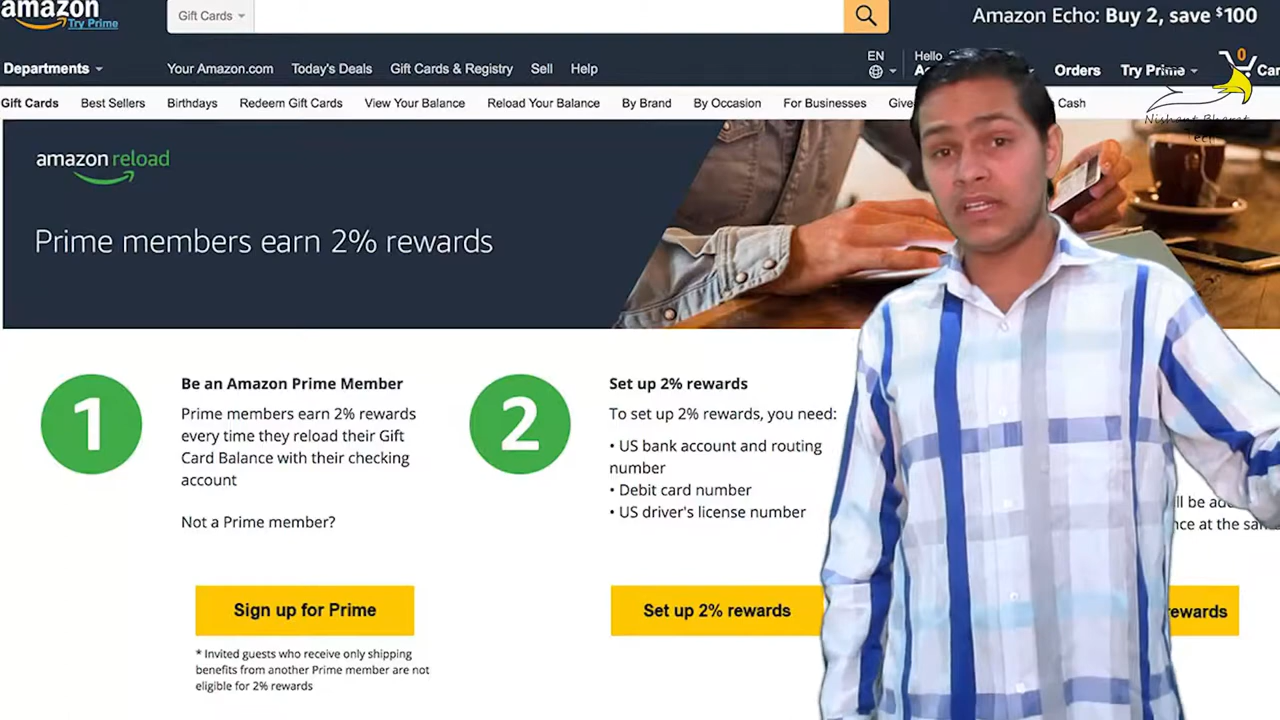 amazon
Try Prime
Gift Cards
Amazon Echo: Buy 2, save $100
Departments
Your Amazon.com
Today's Deals
Gift Cards & Registry
Sell
Help
EN
Hello
Orders
Try Prime
0
Gift Cards
Best Sellers
Birthdays
Redeem Gift Cards
View Your Balance
Reload Your Balance
By Brand
By Occasion
For Businesses
Cash
Nishant Bharat
Tech
amazon reload
Prime members earn 2% rewards
1
Be an Amazon Prime Member
Prime members earn 2% rewards
every time they reload their Gift
Card Balance with their checking
account
Not a Prime member?
Sign up for Prime
* Invited guests who receive only shipping
benefits from another Prime member are not
eligible for 2% rewards
2
Set up 2% rewards
To set up 2% rewards, you need:
• US bank account and routing
number
• Debit card number
• US driver's license number
Set up 2% rewards
at the
rewards